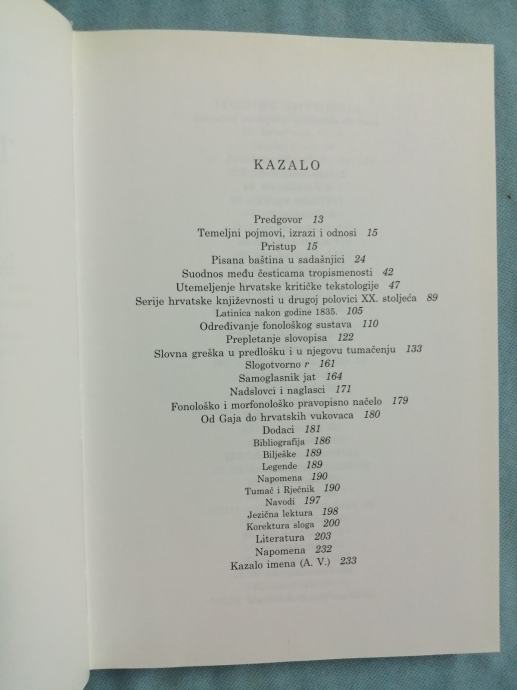 KAZALO
Predgovor 13
Temeljni pojmovi, izrazi i odnosi 15
Pristup 15
Pisana baština u sadašnjici 24
Suodnos među česticama tropismenosti 42
Utemeljenje hrvatske kritičke tekstologije 47
Serije hrvatske književnosti u drugoj polovici XX. stoljeća 89
Latinica nakon godine 1835. 105
Određivanje fonološkog sustava 110
Prepletanje slovopisa 122
Slovna greška u predlošku i u njegovu tumačenju 133
Slogotvorno r 161
Samoglasnik jat 164
Nadslovci i naglasci 171
Fonološko i morfonološko pravopisno načelo 179
Od Gaja do hrvatskih vukovaca 180
Dodaci 181
Bibliografija 186
Bilješke 189
Legende 189
Napomena 190
Tumač i Rječnik 190
Navodi 197
Jezična lektura 198
Korektura sloga 200
Literatura 203
Napomena 232
Kazalo imena (A. V.) 233